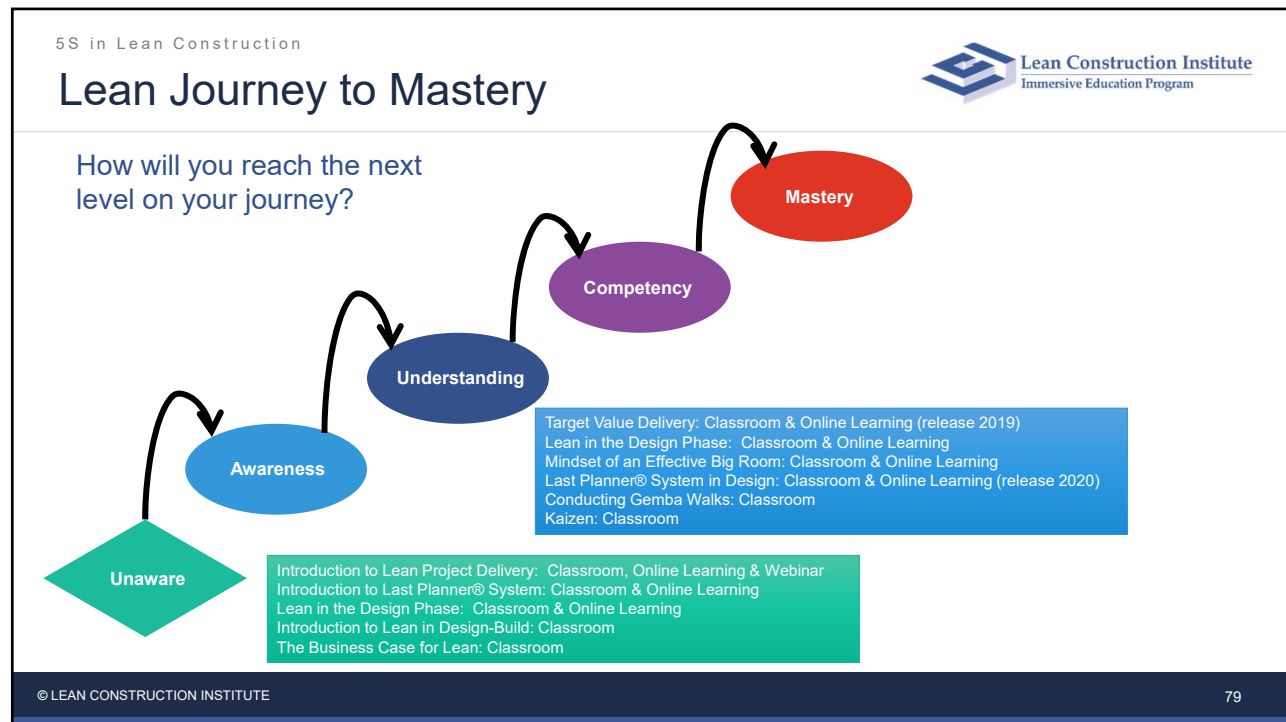 5S in Lean Construction
Lean Journey to Mastery
Lean Construction Institute
Immersive Education Program
How will you reach the next
level on your journey?
Mastery
Competency
Understanding
Awareness
Unaware
Target Value Delivery: Classroom & Online Learning (release 2019)
Lean in the Design Phase:  Classroom & Online Learning
Mindset of an Effective Big Room: Classroom & Online Learning
Last Planner® System in Design: Classroom & Online Learning (release 2020)
Conducting Gemba Walks: Classroom
Kaizen: Classroom
Introduction to Lean Project Delivery:  Classroom, Online Learning & Webinar
Introduction to Last Planner® System: Classroom & Online Learning
Lean in the Design Phase:  Classroom & Online Learning
Introduction to Lean in Design-Build: Classroom
The Business Case for Lean: Classroom
© LEAN CONSTRUCTION INSTITUTE
79